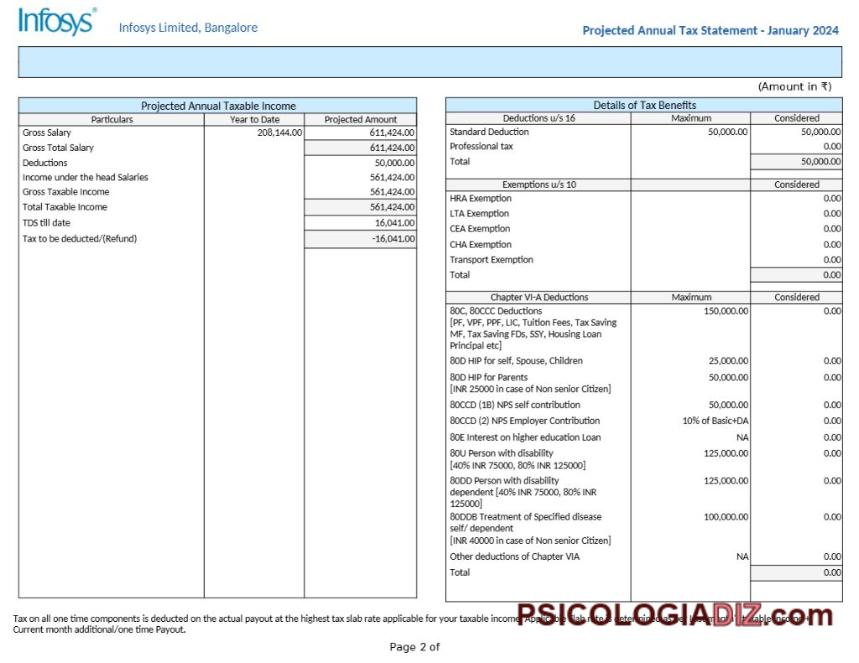 Infosys®
Infosys Limited, Bangalore
Projected Annual Tax Statement - January 2024
(Amount in ₹)
Projected Annual Taxable Income
Particulars Year to Date Projected Amount
Gross Salary 208,144.00 611,424.00
Gross Total Salary 611,424.00
Deductions 50,000.00
Income under the head Salaries 561,424.00
Gross Taxable Income 561,424.00
Total Taxable Income 561,424.00
TDS till date 16,041.00
Tax to be deducted/(Refund) -16,041.00
Details of Tax Benefits
Deductions u/s 16 Maximum Considered
Standard Deduction 50,000.00 50,000.00
Professional tax 0.00
Total 50,000.00
Exemptions u/s 10 Considered
HRA Exemption 0.00
LTA Exemption 0.00
CEA Exemption 0.00
CHA Exemption 0.00
Transport Exemption 0.00
Total 0.00
Chapter VI-A Deductions Maximum Considered
80C, 80CCC Deductions 150,000.00 0.00
[PF, VPF, PPF, LIC, Tuition Fees, Tax Saving
MF, Tax Saving FDs, SSY, Housing Loan
Principal etc]
80D HIP for self, Spouse, Children 25,000.00 0.00
80D HIP for Parents 50,000.00 0.00
[INR 25000 in case of Non senior Citizen]
80CCD (1B) NPS self contribution 50,000.00 0.00
80CCD (2) NPS Employer Contribution 10% of Basic+DA 0.00
80E Interest on higher education Loan NA 0.00
80U Person with disability 125,000.00 0.00
[40% INR 75000, 80% INR 125000]
80DD Person with disability 125,000.00 0.00
dependent [40% INR 75000, 80% INR
125000]
80DDB Treatment of Specified disease 100,000.00 0.00
self/ dependent
[INR 40000 in case of Non senior Citizen]
Other deductions of Chapter VIA NA 0.00
Total 0.00
PSICOLOGIADIZ.com
Tax on all one time components is deducted on the actual payout at the highest tax slab rate applicable for your taxable income. Applicable slab rate is determined
Current month additional/one time Payout.
Page 2 of